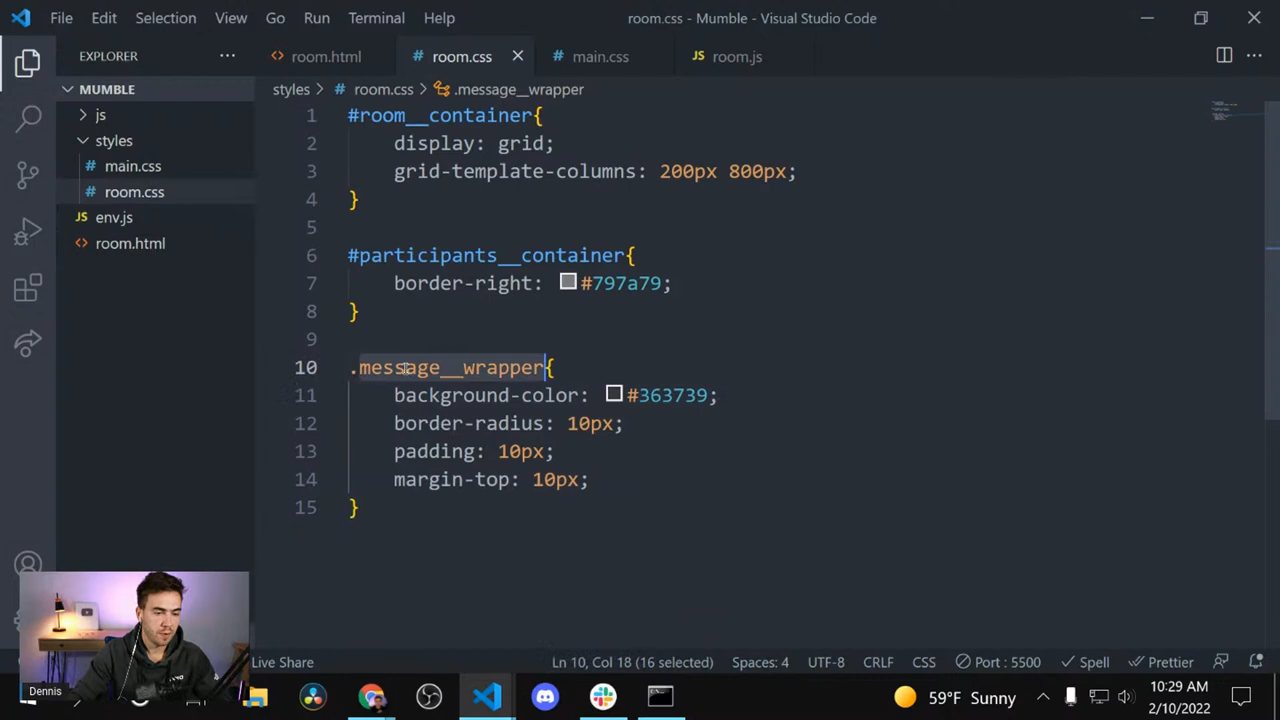 File Edit Selection View Go Run Terminal Help room.css - Mumble - Visual Studio Code
EXPLORER ··· <> room.html # room.css # main.css JS room.js ···
MUMBLE
styles > # room.css > .message__wrapper
js
styles
# main.css
# room.css
JS env.js
<> room.html
1 #room__container{
2 display: grid;
3 grid-template-columns: 200px 800px;
4 }
5
6 #participants__container{
7 border-right: #797a79;
8 }
9
10 .message__wrapper{
11 background-color: #363739;
12 border-radius: 10px;
13 padding: 10px;
14 margin-top: 10px;
15 }
Live Share Ln 10, Col 18 (16 selected) Spaces: 4 UTF-8 CRLF CSS Port : 5500 Spell Prettier
Dennis
59°F Sunny
10:29 AM
2/10/2022